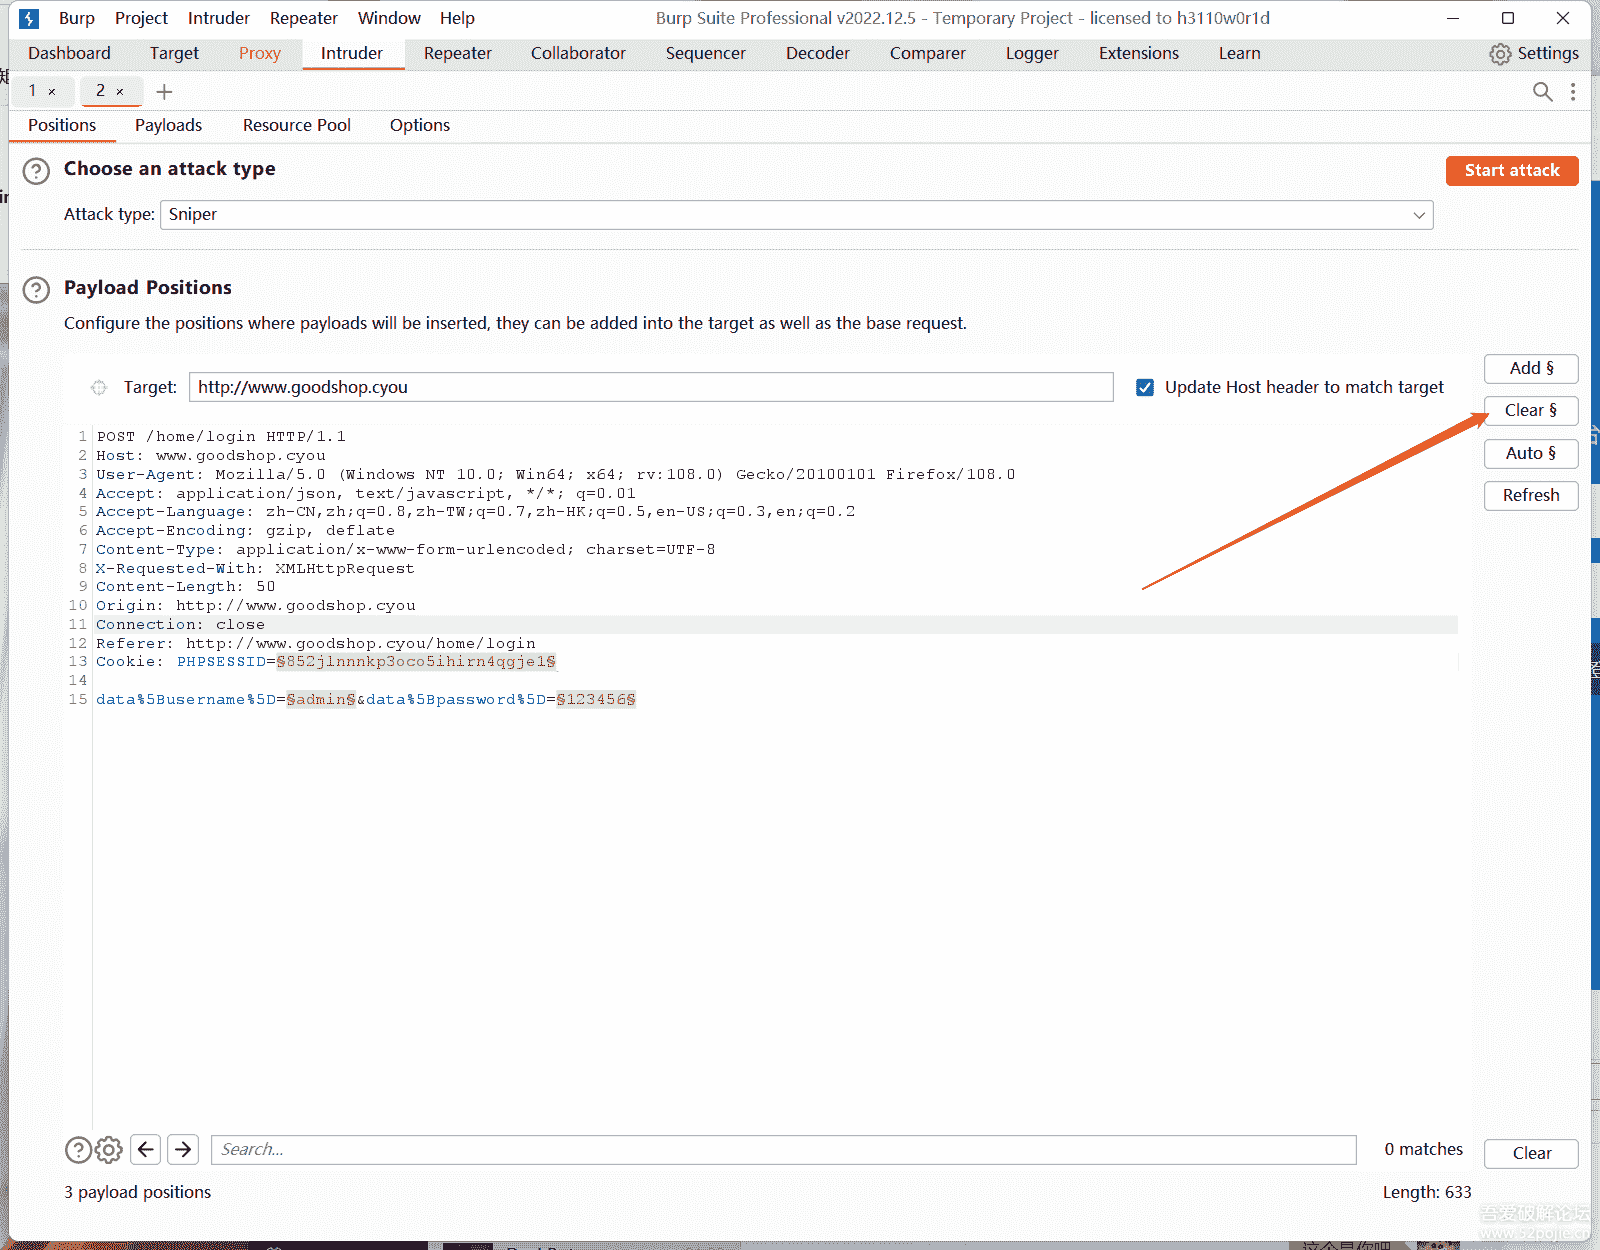 Burp Project Intruder Repeater Window Help Burp Suite Professional v2022.12.5 - Temporary Project - licensed to h3110w0r1d
Dashboard Target Proxy Intruder Repeater Collaborator Sequencer Decoder Comparer Logger Extensions Learn Settings
1 × 2 × +
Positions Payloads Resource Pool Options
Choose an attack type
Start attack
Attack type: Sniper
Payload Positions
Configure the positions where payloads will be inserted, they can be added into the target as well as the base request.
Add §
Target: http://www.goodshop.cyou Update Host header to match target
Clear §
Auto §
Refresh
1 POST /home/login HTTP/1.1
2 Host: www.goodshop.cyou
3 User-Agent: Mozilla/5.0 (Windows NT 10.0; Win64; x64; rv:108.0) Gecko/20100101 Firefox/108.0
4 Accept: application/json, text/javascript, */*; q=0.01
5 Accept-Language: zh-CN,zh;q=0.8,zh-TW;q=0.7,zh-HK;q=0.5,en-US;q=0.3,en;q=0.2
6 Accept-Encoding: gzip, deflate
7 Content-Type: application/x-www-form-urlencoded; charset=UTF-8
8 X-Requested-With: XMLHttpRequest
9 Content-Length: 50
10 Origin: http://www.goodshop.cyou
11 Connection: close
12 Referer: http://www.goodshop.cyou/home/login
13 Cookie: PHPSESSID=§852jlnnnkp3oco5ihirn4qgje1§
14
15 data%5Busername%5D=§admin§&data%5Bpassword%5D=§123456§
Search... 0 matches Clear
3 payload positions Length: 633
吾爱破解论坛
www.52pojie.cn